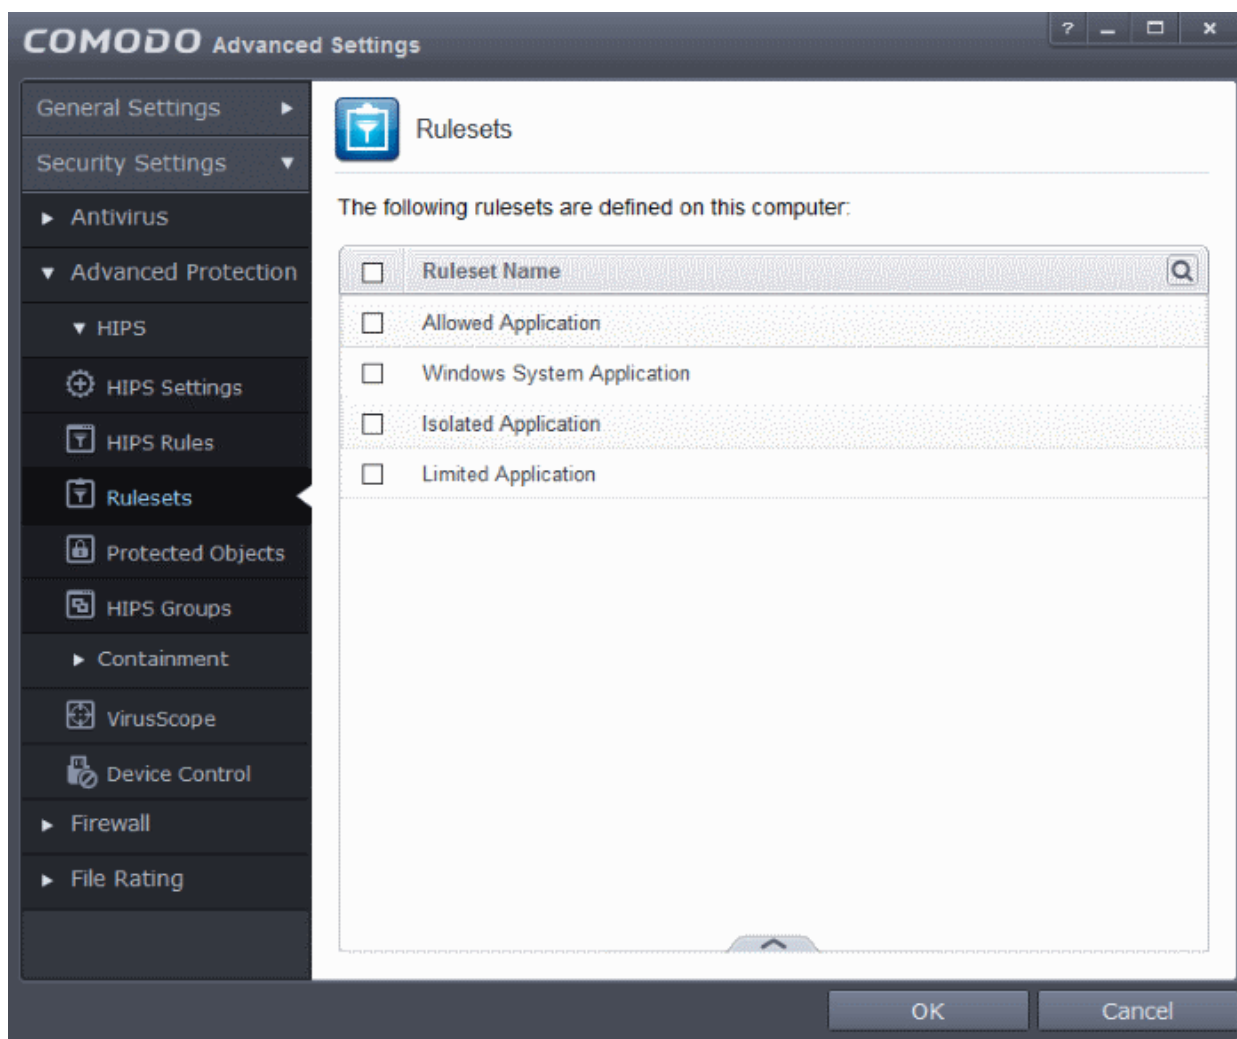 COMODO Advanced Settings
?
General Settings
Security Settings
Antivirus
Advanced Protection
HIPS
HIPS Settings
HIPS Rules
Rulesets
Protected Objects
HIPS Groups
Containment
VirusScope
Device Control
Firewall
File Rating
Rulesets
The following rulesets are defined on this computer:
Ruleset Name
Allowed Application
Windows System Application
Isolated Application
Limited Application
OK
Cancel